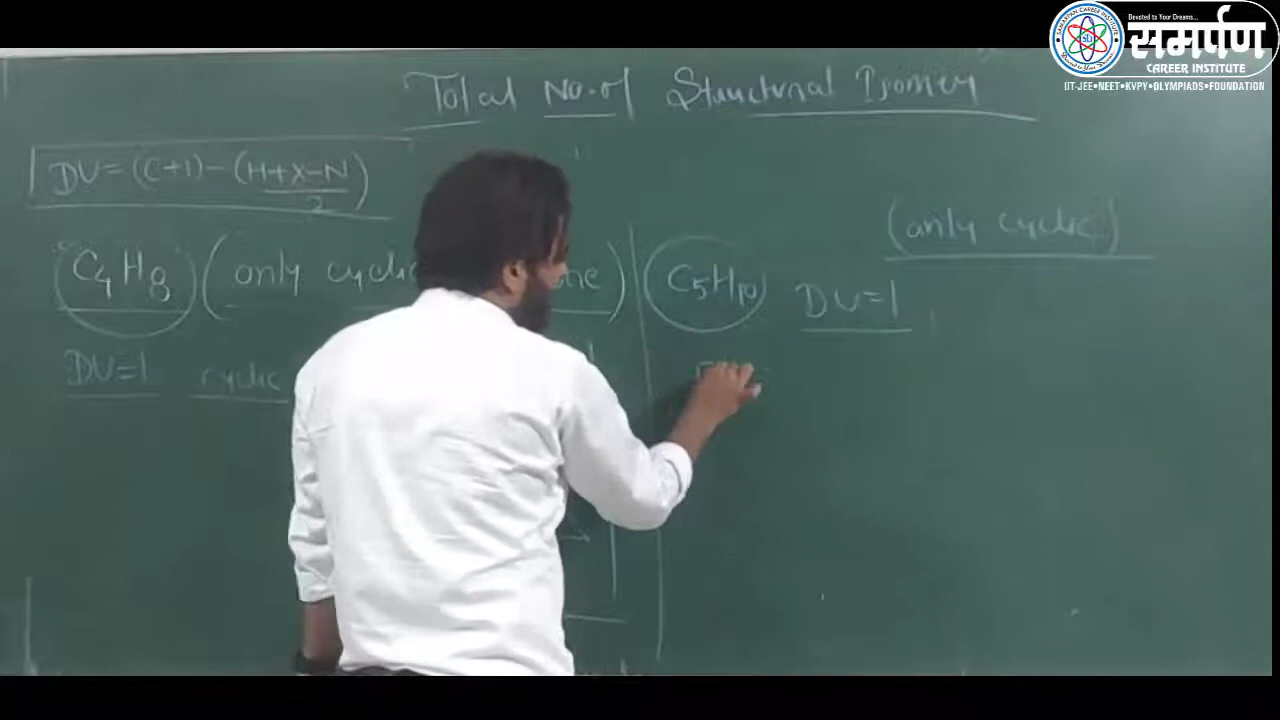 Devoted to Your Dreams...
समर्पण
CAREER INSTITUTE
IIT-JEE•NEET•KVPY•OLYMPIADS•FOUNDATION
Total No. of Structural Isomer
DU=(C+1)-(H+X-N/2)
(only cyclic)
C4H8 (only cyclic
C5H10 DU=1
DU=1 cyclic